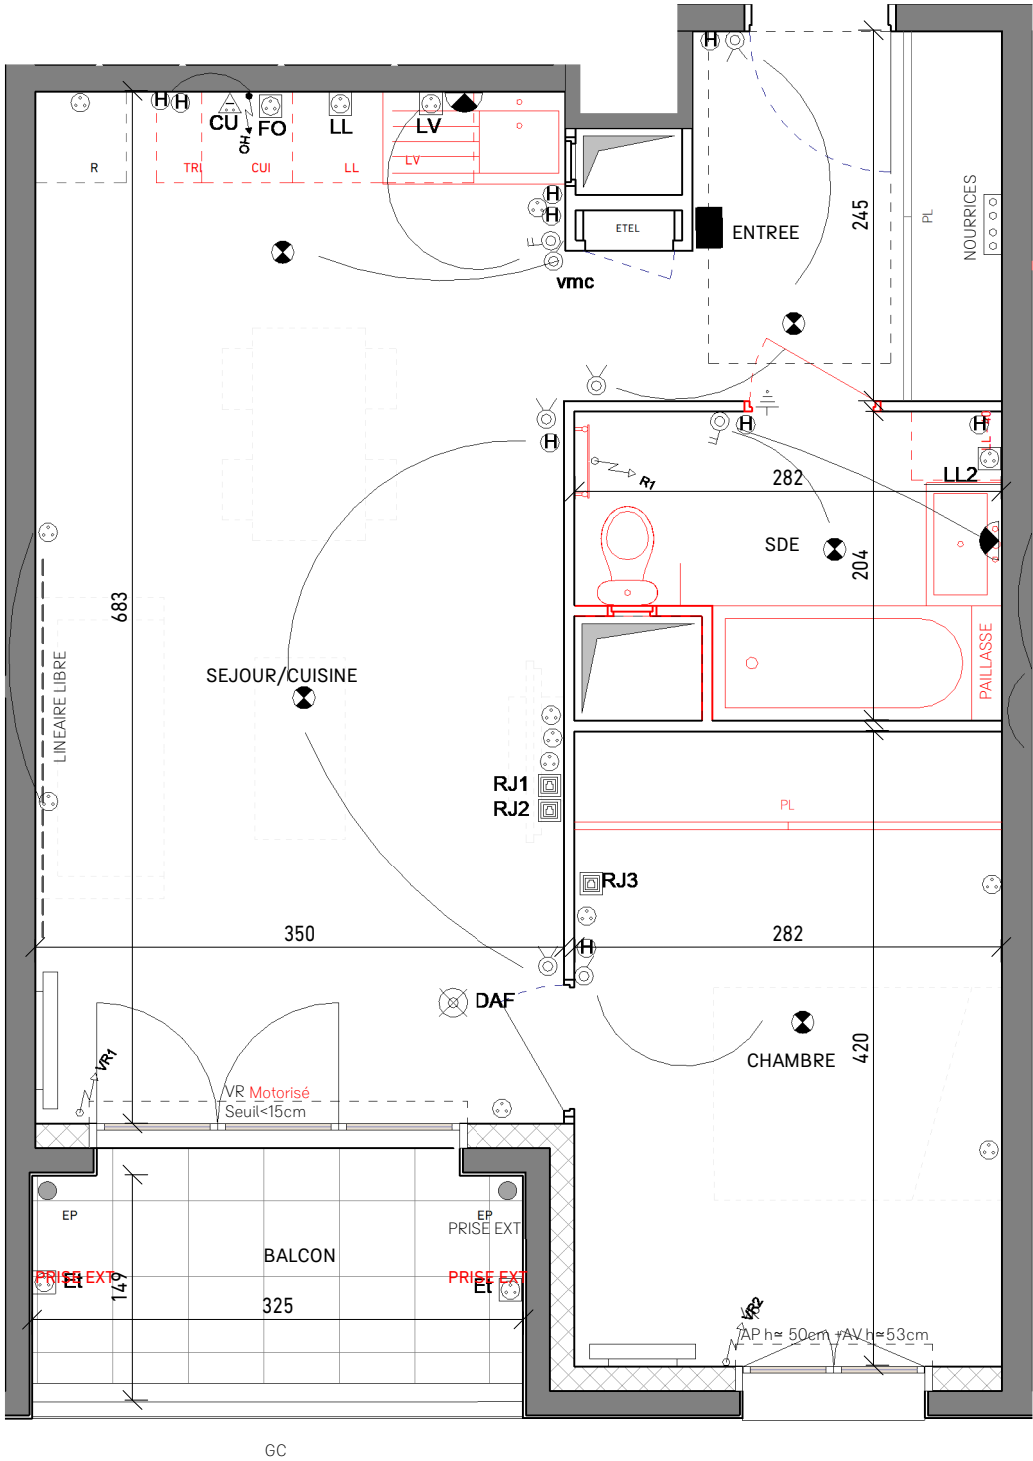 H
H
H
CU
FO
LL
LV
HO
R
TRI
CUI
LL
LV
H
H
ETEL
ENTREE
245
PL
NOURRICES
vmc
H
H
H
LL 40
LL2
R1
282
SDE
204
683
SEJOUR/CUISINE
LINEAIRE LIBRE
PAILLASSE
RJ1
RJ2
PL
RJ3
350
H
282
DAF
CHAMBRE
420
VR1
VR Motorisé
Seuil<15cm
EP
EP
PRISE EXT
BALCON
PRISE EXT
Et
149
PRISE EXT
Et
325
VR2
AP h≃ 50cm +AV h≃53cm
GC